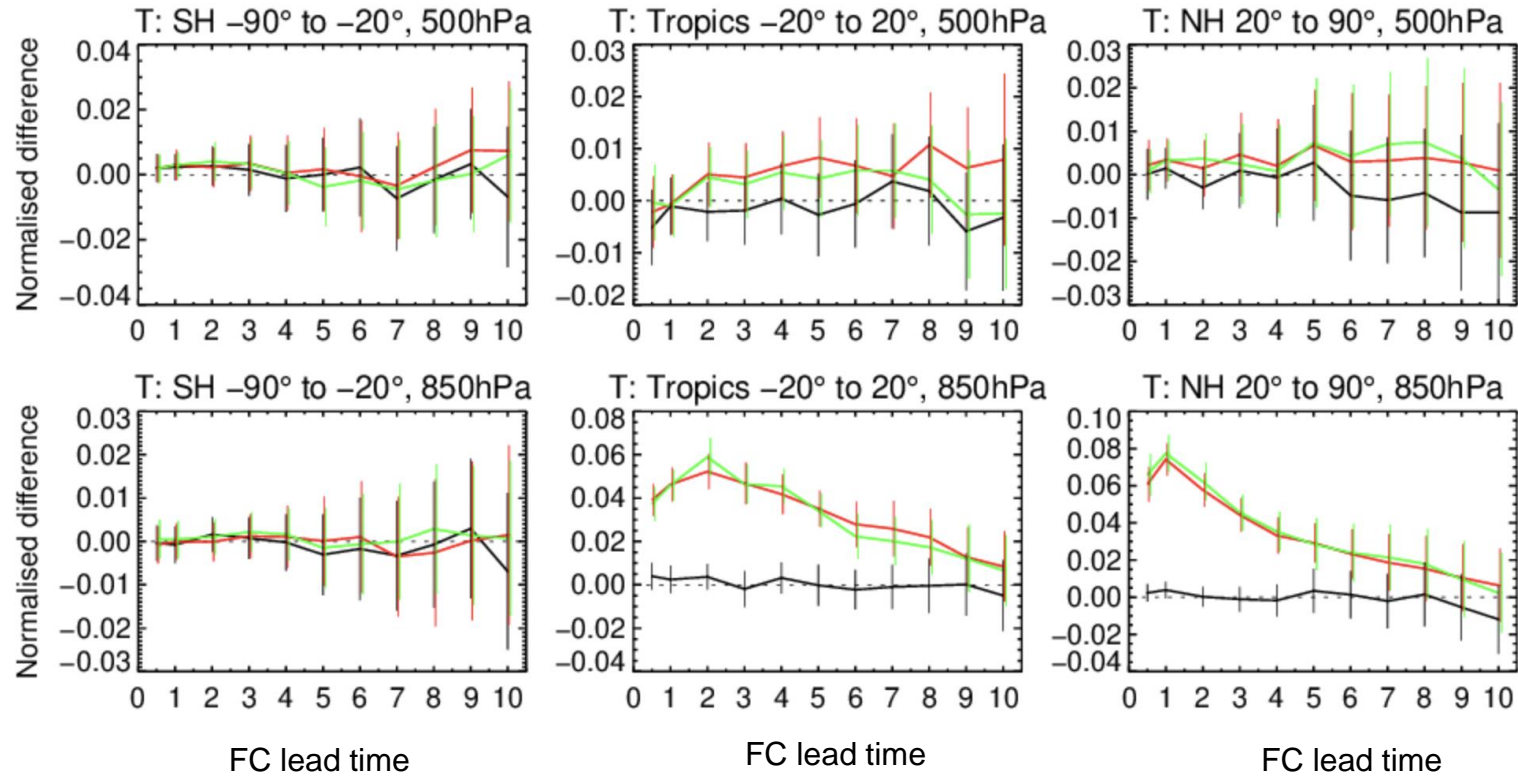 T: SH −90° to −20°, 500hPa
T: Tropics −20° to 20°, 500hPa
T: NH 20° to 90°, 500hPa
Normalised difference
0.04
0.02
0.00
−0.02
−0.04
0 1 2 3 4 5 6 7 8 9 10
0.03
0.02
0.01
0.00
−0.01
−0.02
0 1 2 3 4 5 6 7 8 9 10
0.03
0.02
0.01
0.00
−0.01
−0.02
−0.03
0 1 2 3 4 5 6 7 8 9 10
T: SH −90° to −20°, 850hPa
T: Tropics −20° to 20°, 850hPa
T: NH 20° to 90°, 850hPa
Normalised difference
0.03
0.02
0.01
0.00
−0.01
−0.02
−0.03
0 1 2 3 4 5 6 7 8 9 10
0.08
0.06
0.04
0.02
0.00
−0.02
−0.04
0 1 2 3 4 5 6 7 8 9 10
0.10
0.08
0.06
0.04
0.02
0.00
−0.02
−0.04
0 1 2 3 4 5 6 7 8 9 10
FC lead time
FC lead time
FC lead time